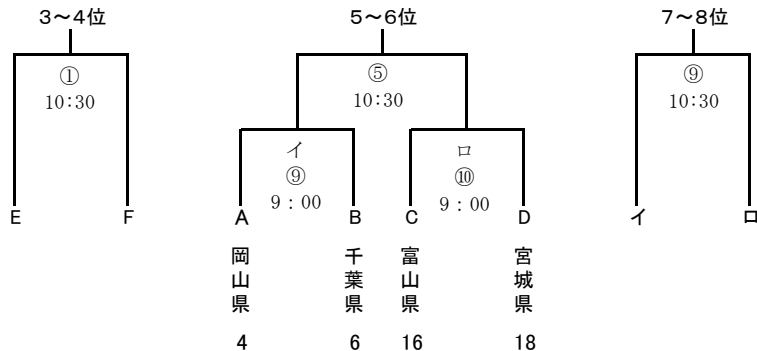 3～4位 5～6位 7～8位
① ⑤ ⑨
10:30 10:30 10:30
イ ロ
⑨ ⑩
9：00 9：00
E F A B C D イ ロ
岡山県 千葉県 富山県 宮城県
4 6 16 18